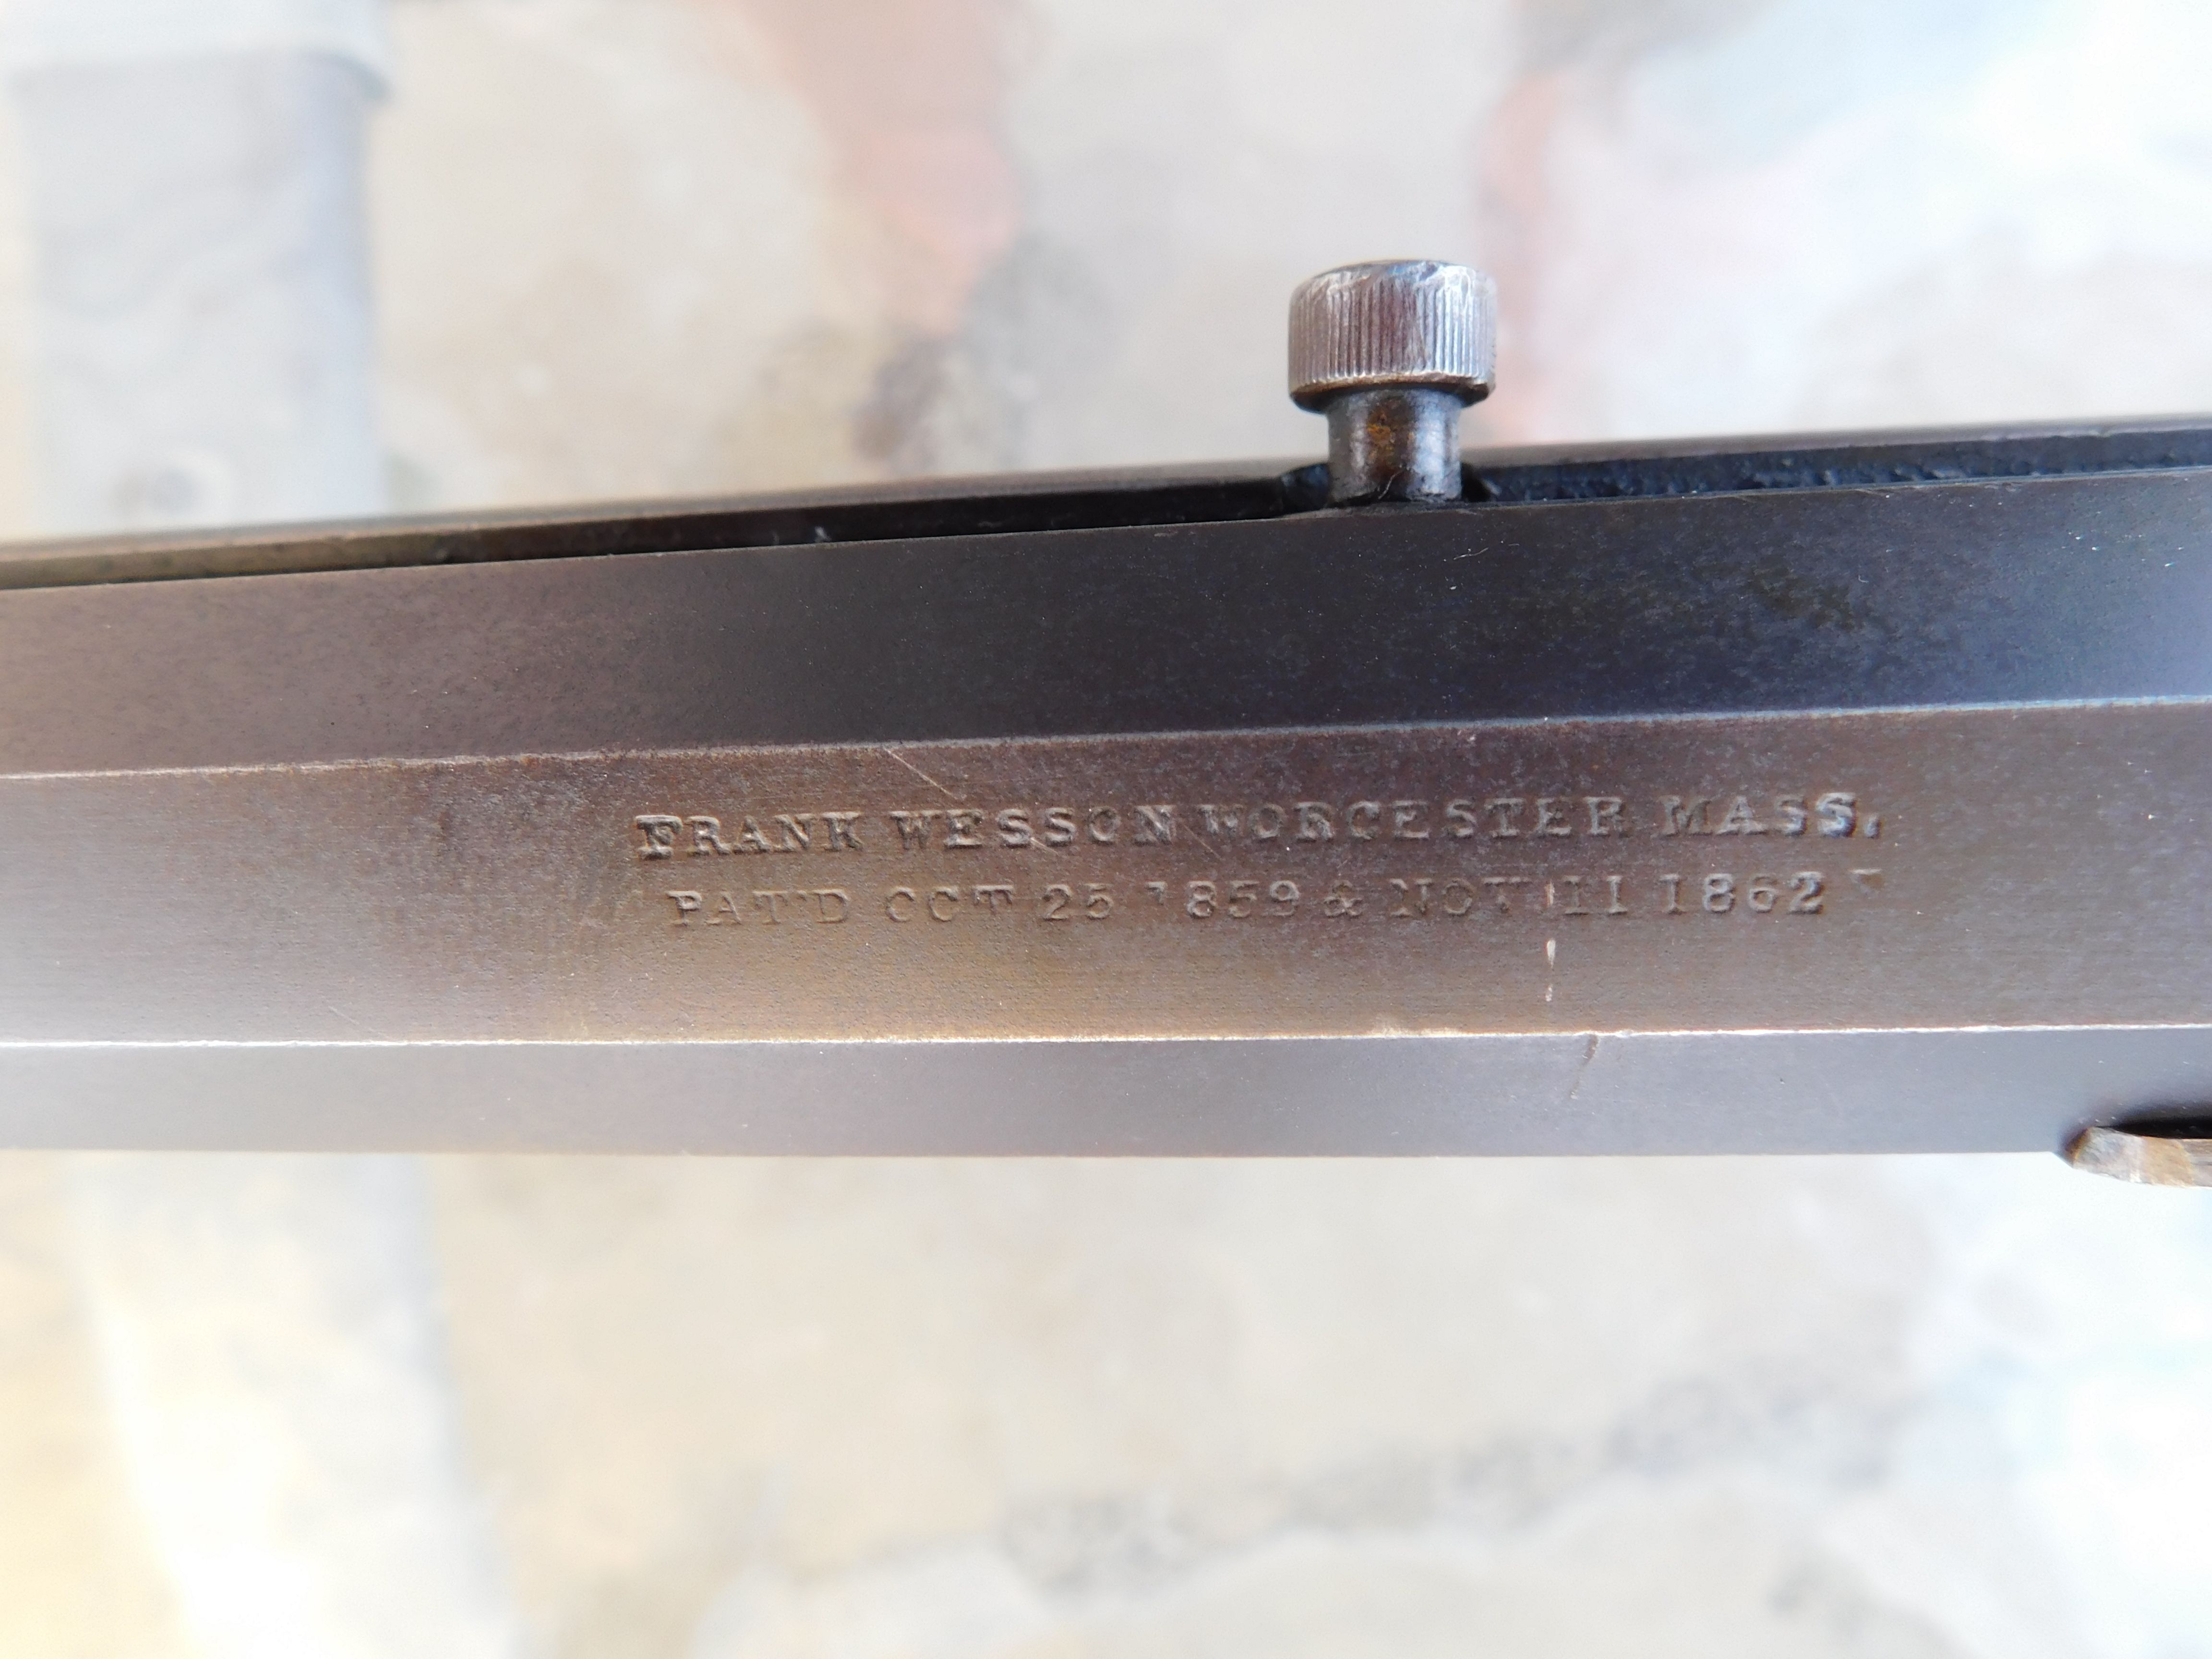 FRANK WESSON WORCESTER MASS.
PAT'D OCT 25 1859 & NOV 11 1862